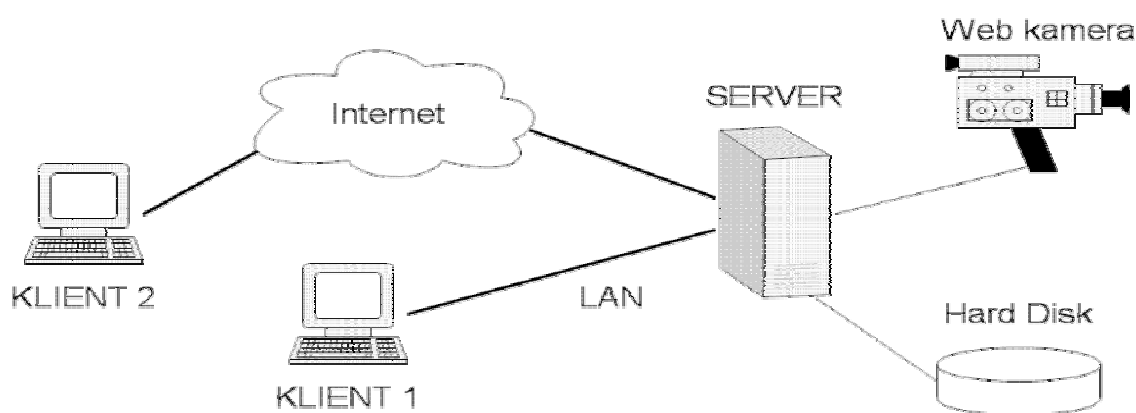 Web kamera
Internet
SERVER
KLIENT 2
LAN
Hard Disk
KLIENT 1